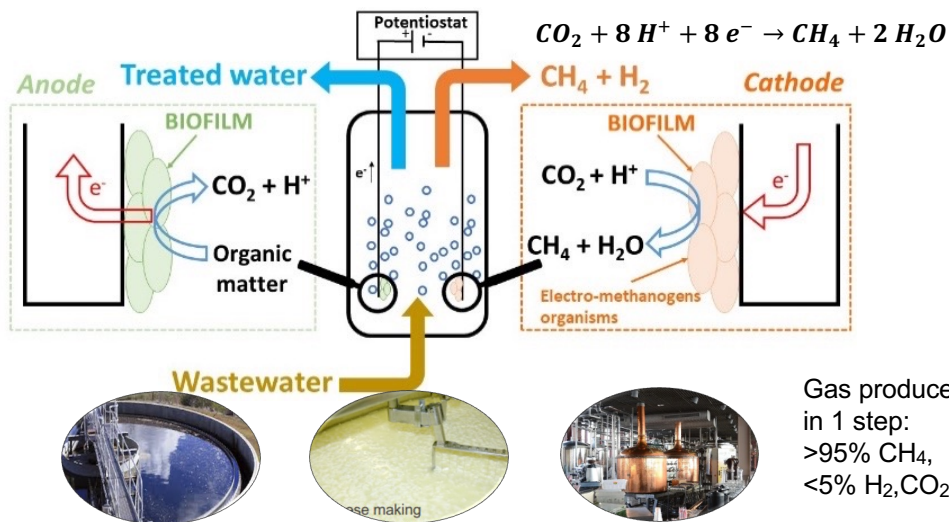 Potentiostat
+ -
CO₂ + 8 H⁺ + 8 e⁻ → CH₄ + 2 H₂O
Treated water
CH₄ + H₂
Anode
Cathode
BIOFILM
e⁻
CO₂ + H⁺
Organic
matter
e⁻
BIOFILM
CO₂ + H⁺
e⁻
CH₄ + H₂O
Electro-methanogens
organisms
Wastewater
making
Gas produce
in 1 step:
>95% CH₄,
<5% H₂,CO₂